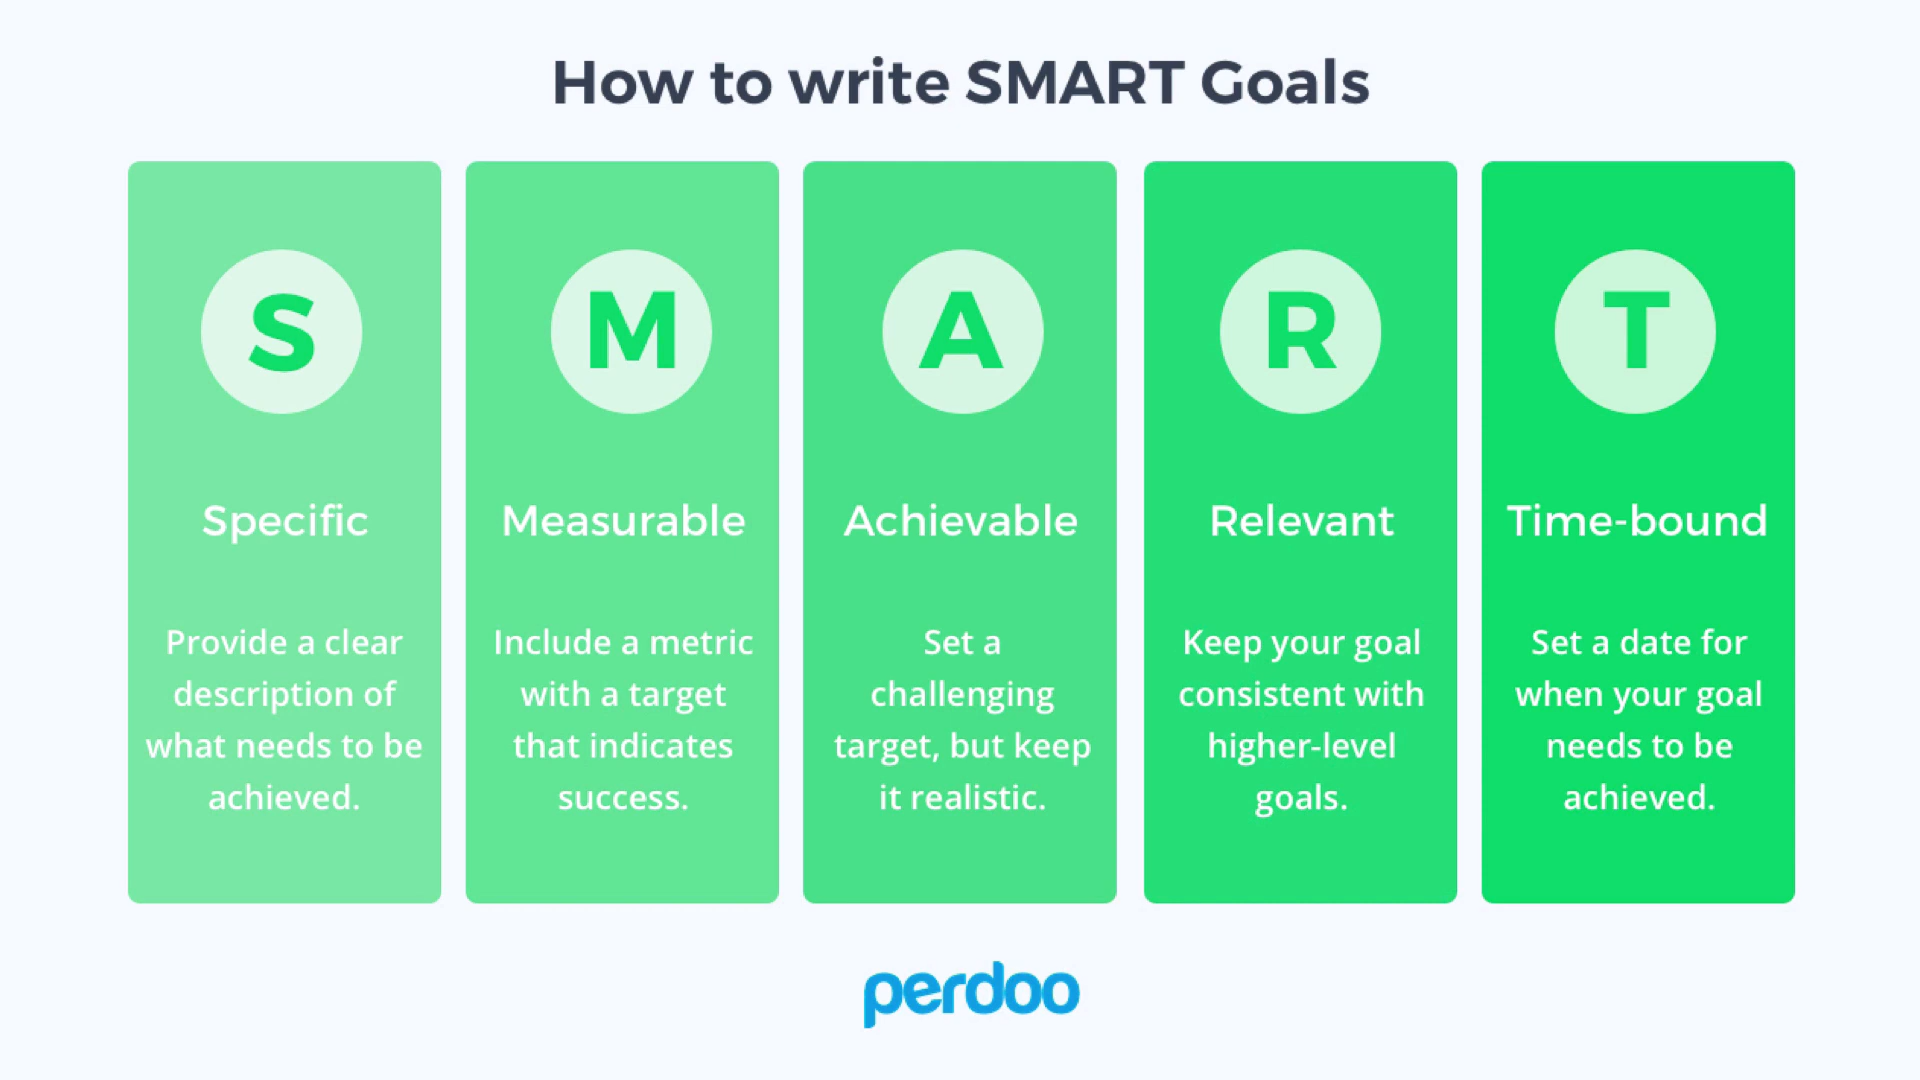 How to write SMART Goals
S
Specific
Provide a clear
description of
what needs to be
achieved.
M
Measurable
Include a metric
with a target
that indicates
success.
A
Achievable
Set a
challenging
target, but keep
it realistic.
R
Relevant
Keep your goal
consistent with
higher-level
goals.
T
Time-bound
Set a date for
when your goal
needs to be
achieved.
perdoo